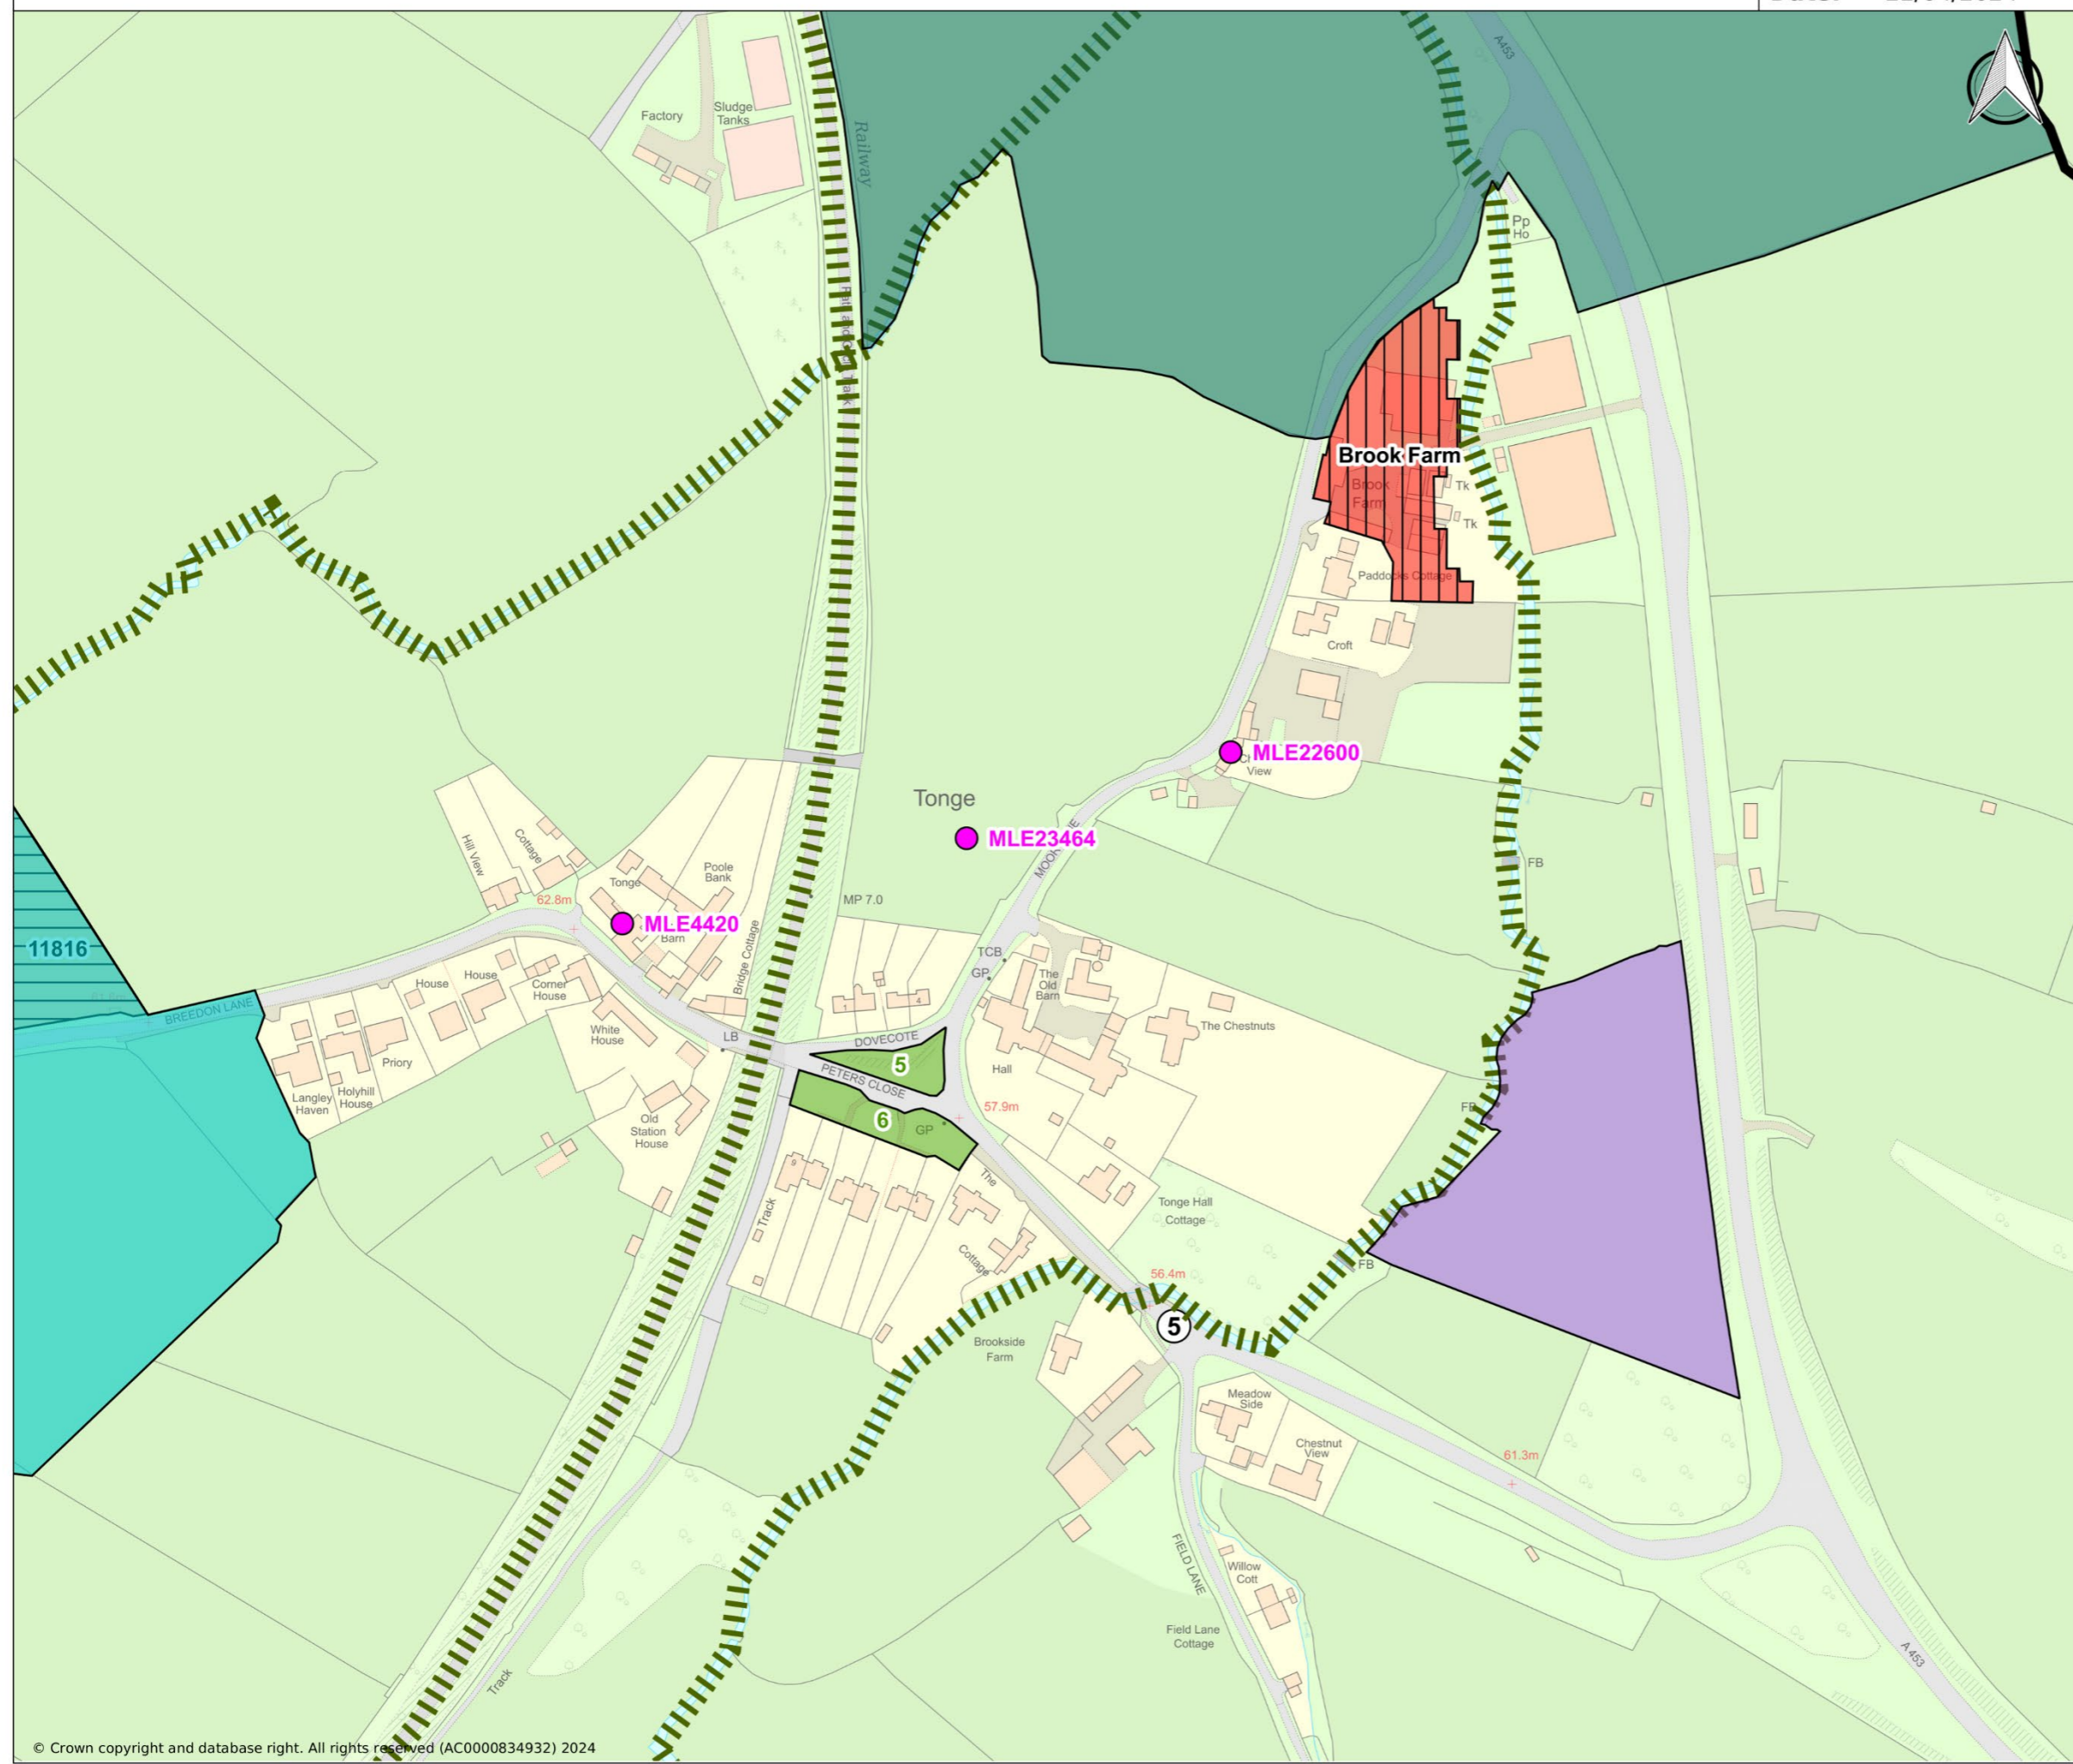 A453
Factory
Sludge
Tanks
Railway
Pp
Ho
Brook Farm
Brook
Farm
Tk
Tk
Paddocks Cottage
Croft
MLE22600
View
Tonge
MLE23464
FB
Hill View
Cottage
Tonge
Poole
Bank
MP 7.0
62.8m
MLE4420
Barn
Bridge Cottage
11816
TCB
GP
The
Old
Barn
House
House
Corner
House
4
1
BREEDON LANE
White
House
LB
DOVECOTE
The Chestnuts
5
Priory
PETERS CLOSE
Hall
Langley
Haven
Holyhill
House
57.9m
FB
6
GP
Old
Station
House
9
The
1
Track
Tonge Hall
Cottage
Cottage
FB
56.4m
5
Brookside
Farm
Meadow
Side
Chestnut
View
61.3m
FIELD LANE
Willow
Cott
Field Lane
Cottage
A 453
Track
© Crown copyright and database right. All rights reserved (AC0000834932) 2024